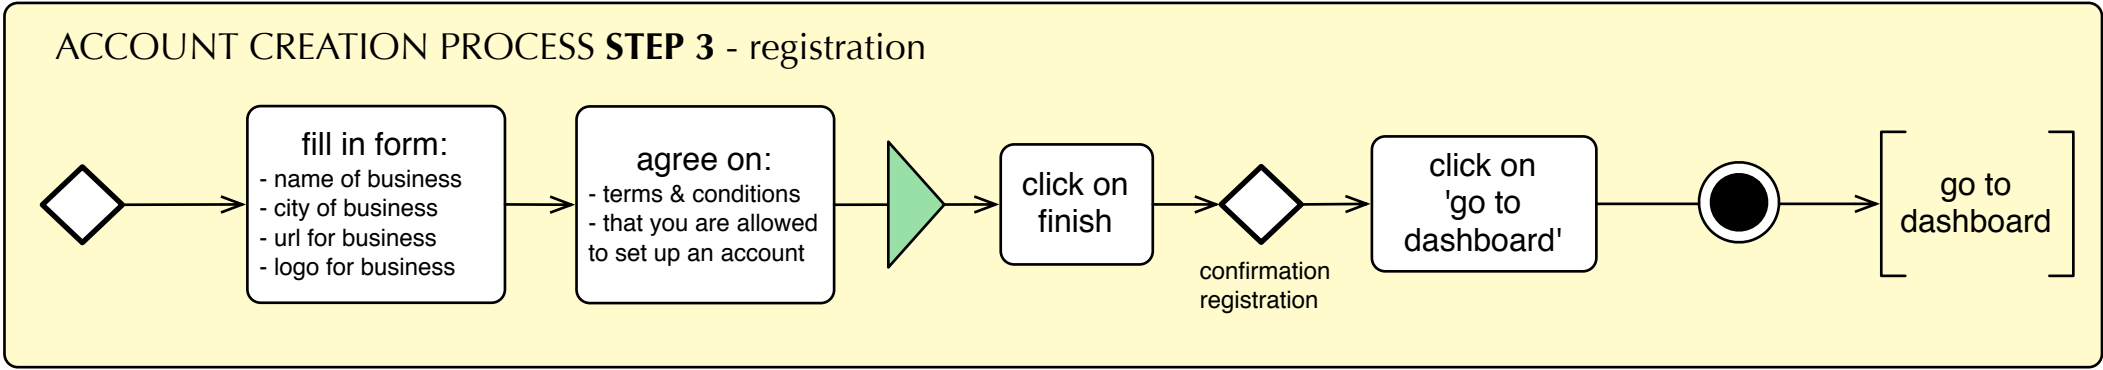 ACCOUNT CREATION PROCESS STEP 3 - registration
fill in form:
- name of business
- city of business
- url for business
- logo for business
agree on:
- terms & conditions
- that you are allowed
to set up an account
click on
finish
confirmation
registration
click on
'go to
dashboard'
go to
dashboard